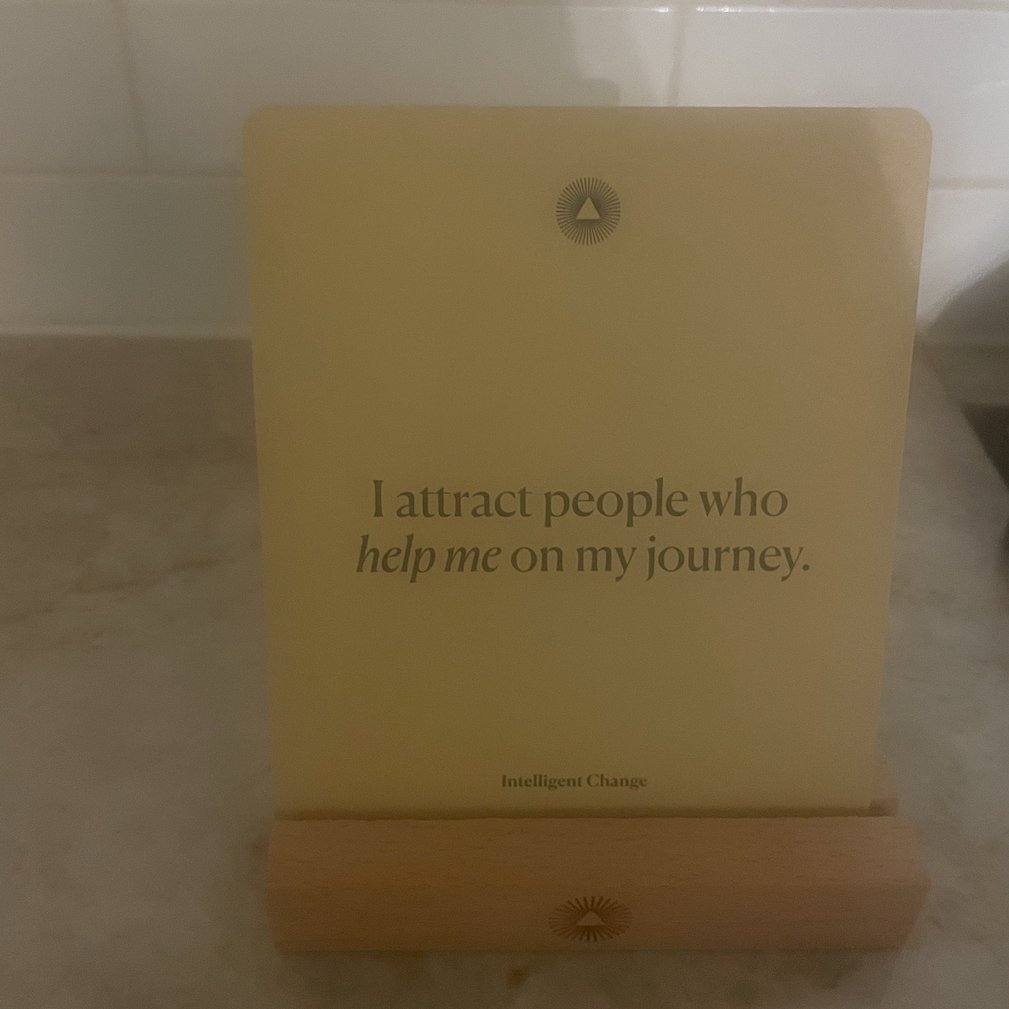 I attract people who
help me on my journey.
Intelligent Change